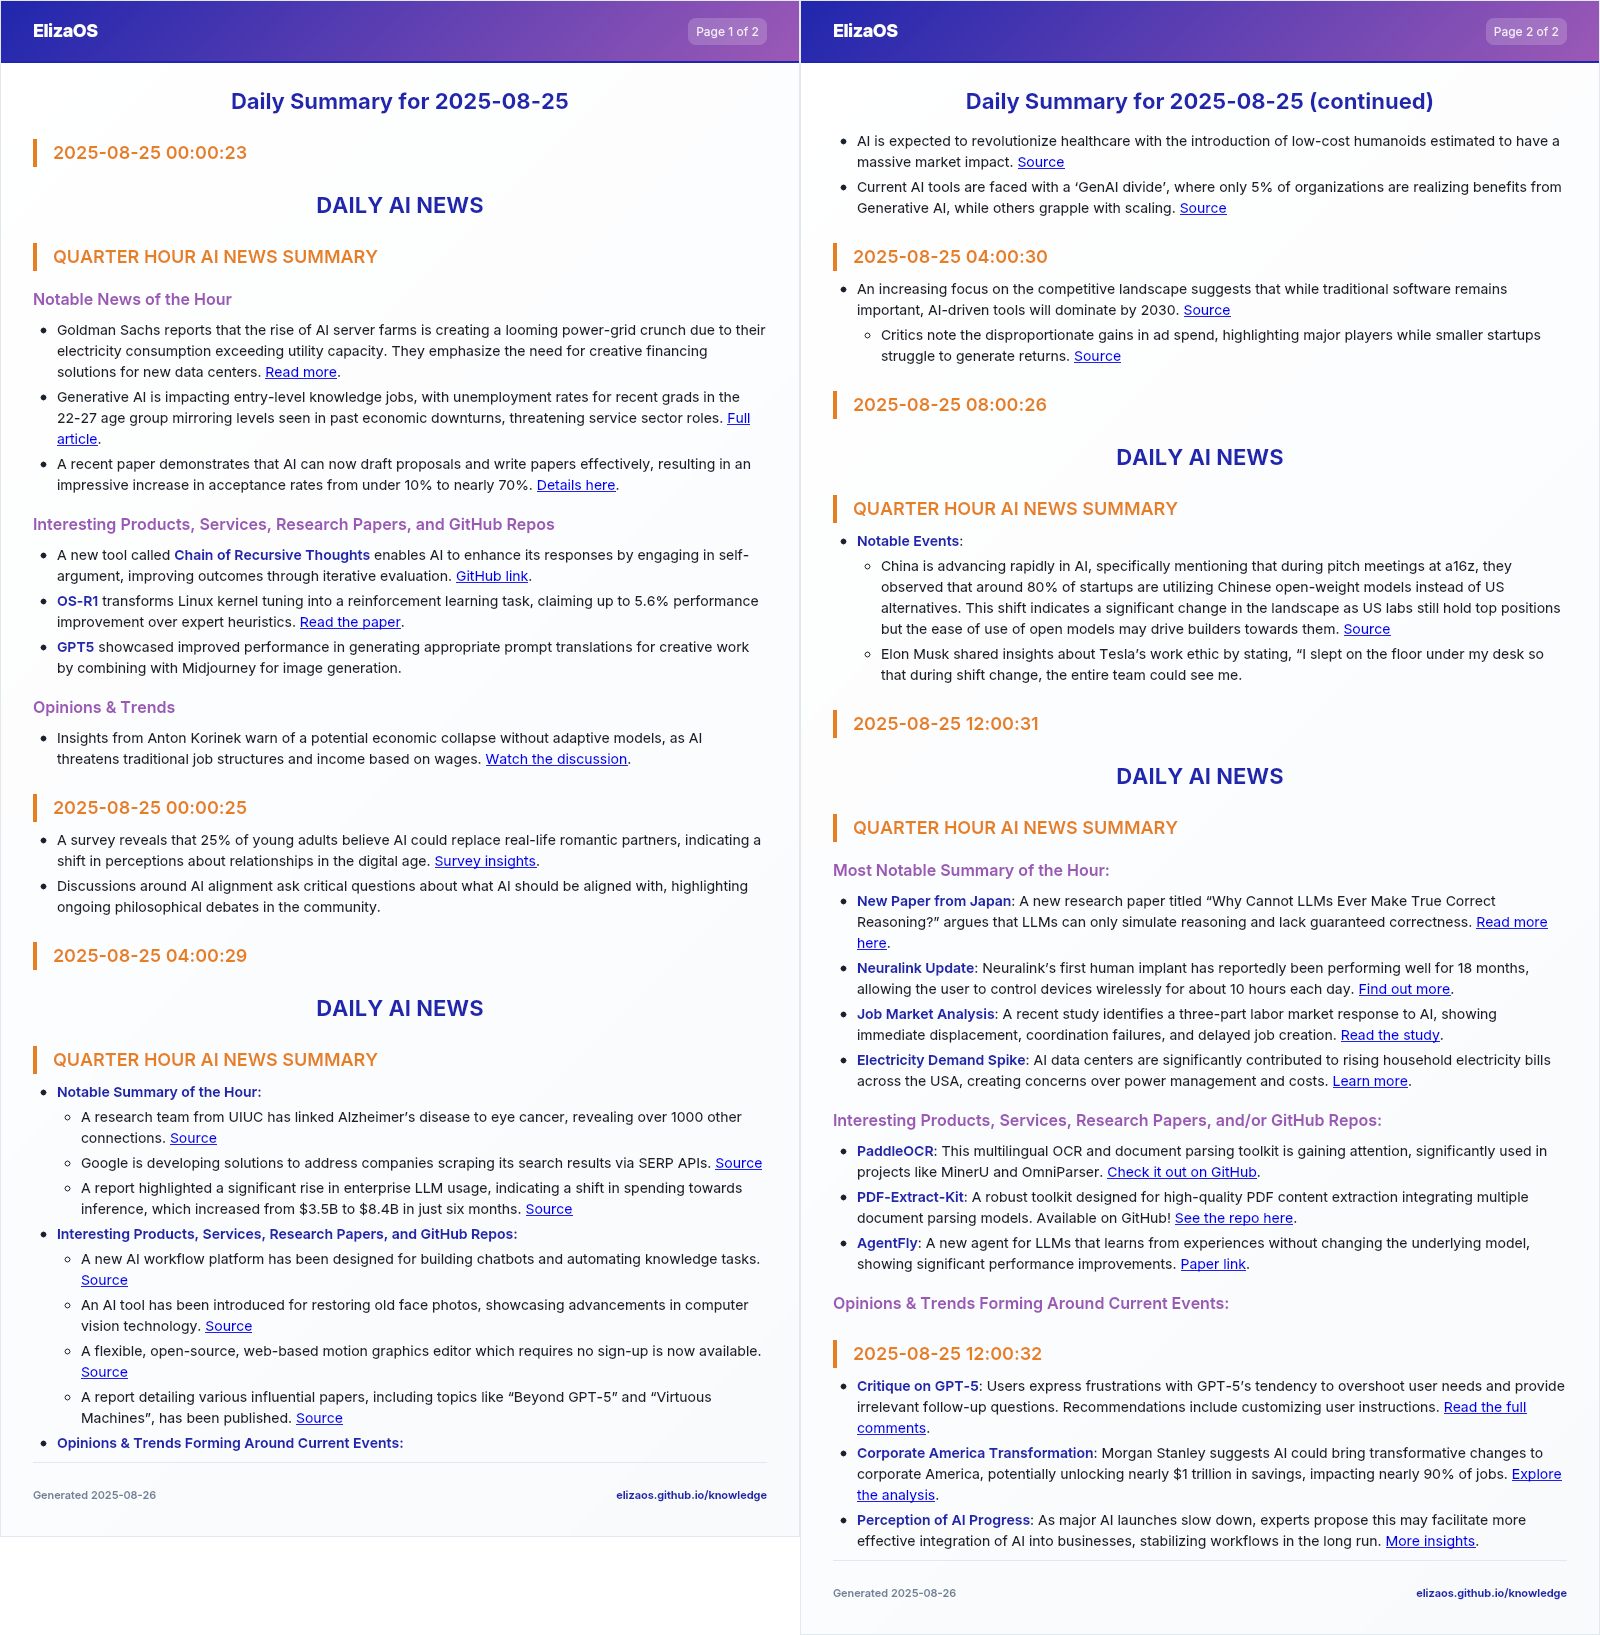 ElizaOS
Page 1 of 2
Daily Summary for 2025-08-25
2025-08-25 00:00:23
DAILY AI NEWS
QUARTER HOUR AI NEWS SUMMARY
Notable News of the Hour
• Goldman Sachs reports that the rise of AI server farms is creating a looming power-grid crunch due to their
electricity consumption exceeding utility capacity. They emphasize the need for creative financing
solutions for new data centers. Read more.
• Generative AI is impacting entry-level knowledge jobs, with unemployment rates for recent grads in the
22-27 age group mirroring levels seen in past economic downturns, threatening service sector roles. Full
article.
• A recent paper demonstrates that AI can now draft proposals and write papers effectively, resulting in an
impressive increase in acceptance rates from under 10% to nearly 70%. Details here.
Interesting Products, Services, Research Papers, and GitHub Repos
• A new tool called Chain of Recursive Thoughts enables AI to enhance its responses by engaging in self-
argument, improving outcomes through iterative evaluation. GitHub link.
• OS-R1 transforms Linux kernel tuning into a reinforcement learning task, claiming up to 5.6% performance
improvement over expert heuristics. Read the paper.
• GPT5 showcased improved performance in generating appropriate prompt translations for creative work
by combining with Midjourney for image generation.
Opinions & Trends
• Insights from Anton Korinek warn of a potential economic collapse without adaptive models, as AI
threatens traditional job structures and income based on wages. Watch the discussion.
2025-08-25 00:00:25
• A survey reveals that 25% of young adults believe AI could replace real-life romantic partners, indicating a
shift in perceptions about relationships in the digital age. Survey insights.
• Discussions around AI alignment ask critical questions about what AI should be aligned with, highlighting
ongoing philosophical debates in the community.
2025-08-25 04:00:29
DAILY AI NEWS
QUARTER HOUR AI NEWS SUMMARY
• Notable Summary of the Hour:
◦ A research team from UIUC has linked Alzheimer’s disease to eye cancer, revealing over 1000 other
connections. Source
◦ Google is developing solutions to address companies scraping its search results via SERP APIs. Source
◦ A report highlighted a significant rise in enterprise LLM usage, indicating a shift in spending towards
inference, which increased from $3.5B to $8.4B in just six months. Source
• Interesting Products, Services, Research Papers, and GitHub Repos:
◦ A new AI workflow platform has been designed for building chatbots and automating knowledge tasks.
Source
◦ An AI tool has been introduced for restoring old face photos, showcasing advancements in computer
vision technology. Source
◦ A flexible, open-source, web-based motion graphics editor which requires no sign-up is now available.
Source
◦ A report detailing various influential papers, including topics like “Beyond GPT-5” and “Virtuous
Machines”, has been published. Source
• Opinions & Trends Forming Around Current Events:
Generated 2025-08-26
elizaos.github.io/knowledge
ElizaOS
Page 2 of 2
Daily Summary for 2025-08-25 (continued)
• AI is expected to revolutionize healthcare with the introduction of low-cost humanoids estimated to have a
massive market impact. Source
• Current AI tools are faced with a ‘GenAI divide’, where only 5% of organizations are realizing benefits from
Generative AI, while others grapple with scaling. Source
2025-08-25 04:00:30
• An increasing focus on the competitive landscape suggests that while traditional software remains
important, AI-driven tools will dominate by 2030. Source
◦ Critics note the disproportionate gains in ad spend, highlighting major players while smaller startups
struggle to generate returns. Source
2025-08-25 08:00:26
DAILY AI NEWS
QUARTER HOUR AI NEWS SUMMARY
• Notable Events:
◦ China is advancing rapidly in AI, specifically mentioning that during pitch meetings at a16z, they
observed that around 80% of startups are utilizing Chinese open-weight models instead of US
alternatives. This shift indicates a significant change in the landscape as US labs still hold top positions
but the ease of use of open models may drive builders towards them. Source
◦ Elon Musk shared insights about Tesla’s work ethic by stating, “I slept on the floor under my desk so
that during shift change, the entire team could see me.
2025-08-25 12:00:31
DAILY AI NEWS
QUARTER HOUR AI NEWS SUMMARY
Most Notable Summary of the Hour:
• New Paper from Japan: A new research paper titled “Why Cannot LLMs Ever Make True Correct
Reasoning?” argues that LLMs can only simulate reasoning and lack guaranteed correctness. Read more
here.
• Neuralink Update: Neuralink’s first human implant has reportedly been performing well for 18 months,
allowing the user to control devices wirelessly for about 10 hours each day. Find out more.
• Job Market Analysis: A recent study identifies a three-part labor market response to AI, showing
immediate displacement, coordination failures, and delayed job creation. Read the study.
• Electricity Demand Spike: AI data centers are significantly contributed to rising household electricity bills
across the USA, creating concerns over power management and costs. Learn more.
Interesting Products, Services, Research Papers, and/or GitHub Repos:
• PaddleOCR: This multilingual OCR and document parsing toolkit is gaining attention, significantly used in
projects like MinerU and OmniParser. Check it out on GitHub.
• PDF-Extract-Kit: A robust toolkit designed for high-quality PDF content extraction integrating multiple
document parsing models. Available on GitHub! See the repo here.
• AgentFly: A new agent for LLMs that learns from experiences without changing the underlying model,
showing significant performance improvements. Paper link.
Opinions & Trends Forming Around Current Events:
2025-08-25 12:00:32
• Critique on GPT-5: Users express frustrations with GPT-5’s tendency to overshoot user needs and provide
irrelevant follow-up questions. Recommendations include customizing user instructions. Read the full
comments.
• Corporate America Transformation: Morgan Stanley suggests AI could bring transformative changes to
corporate America, potentially unlocking nearly $1 trillion in savings, impacting nearly 90% of jobs. Explore
the analysis.
• Perception of AI Progress: As major AI launches slow down, experts propose this may facilitate more
effective integration of AI into businesses, stabilizing workflows in the long run. More insights.
Generated 2025-08-26
elizaos.github.io/knowledge